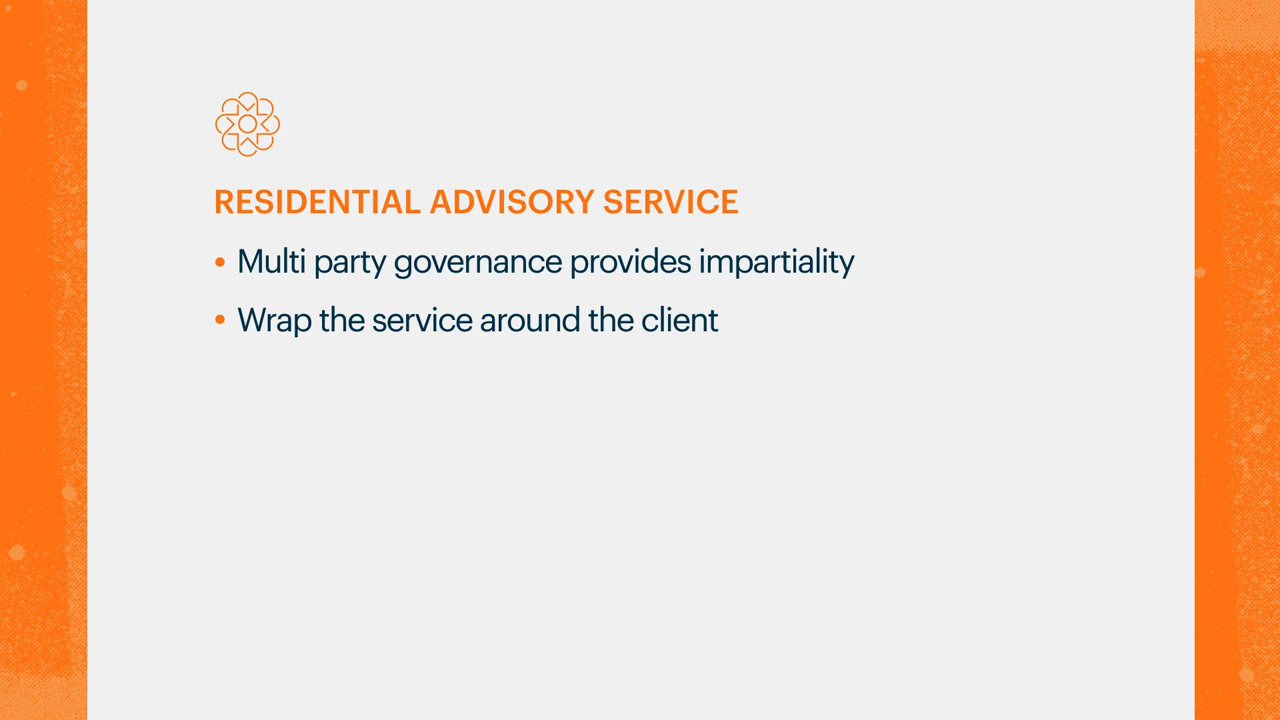 RESIDENTIAL ADVISORY SERVICE
• Multi party governance provides impartiality
• Wrap the service around the client